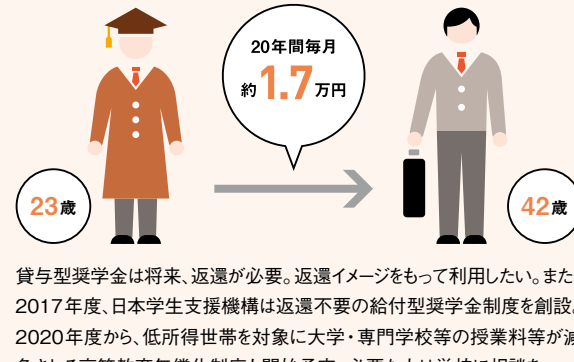 20年間毎月
約1.7万円
23歳
42歳
貸与型奨学金は将来、返還が必要。返還イメージをもって利用したい。また
2017年度、日本学生支援機構は返還不要の給付型奨学金制度を創設。
2020年度から、低所得世帯を対象に大学・専門学校等の授業料等が減